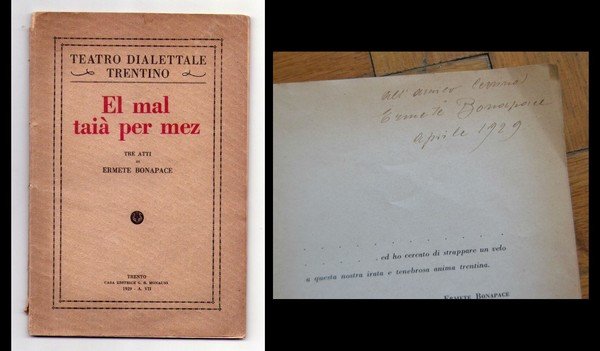 TEATRO DIALETTALE
TRENTINO
El mal
taià per mez
TRE ATTI
DI
ERMETE BONAPACE
TRENTO
CASA EDITRICE G. B. MONAUNI
1929 - A. VII
all'amico
Ermete Bonapace
aprile 1929
. . . . . . . . . . . . . . . . . .
. . . . . . . . . ed ho cercato di strappare un velo
a questa nostra irata e tenebrosa anima trentina.
ERMETE BONAPACE